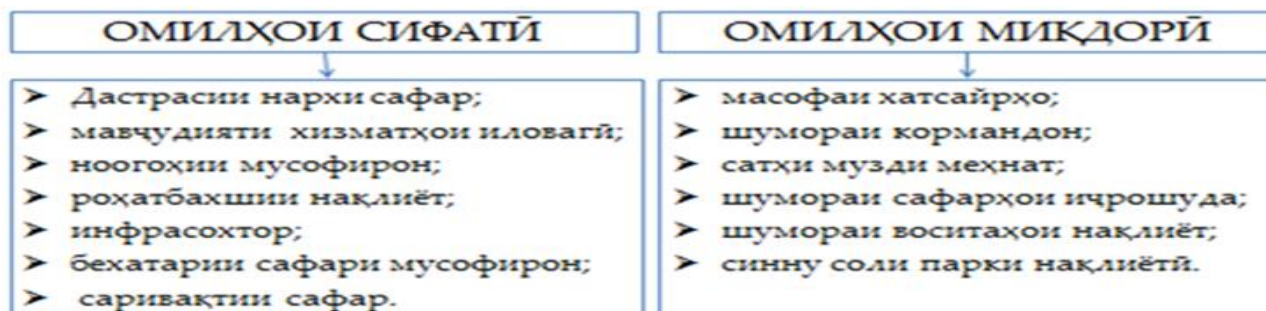 ОМИЛҲОИ СИФАТӢ
➤ Дастрасии нархи сафар;
➤ мавҷудияти хизматҳои иловагӣ;
➤ ноогоҳии мусофирон;
➤ роҳатбахшии нақлиёт;
➤ инфрасохтор;
➤ бехатарии сафари мусофирон;
➤ саривақтии сафар.
ОМИЛҲОИ МИҚДОРӢ
➤ масофаи хатсайрҳо;
➤ шумораи кормандон;
➤ сатҳи музди меҳнат;
➤ шумораи сафарҳои иҷрошуда;
➤ шумораи воситаҳои нақлиёт;
➤ синну соли парки нақлиётӣ.